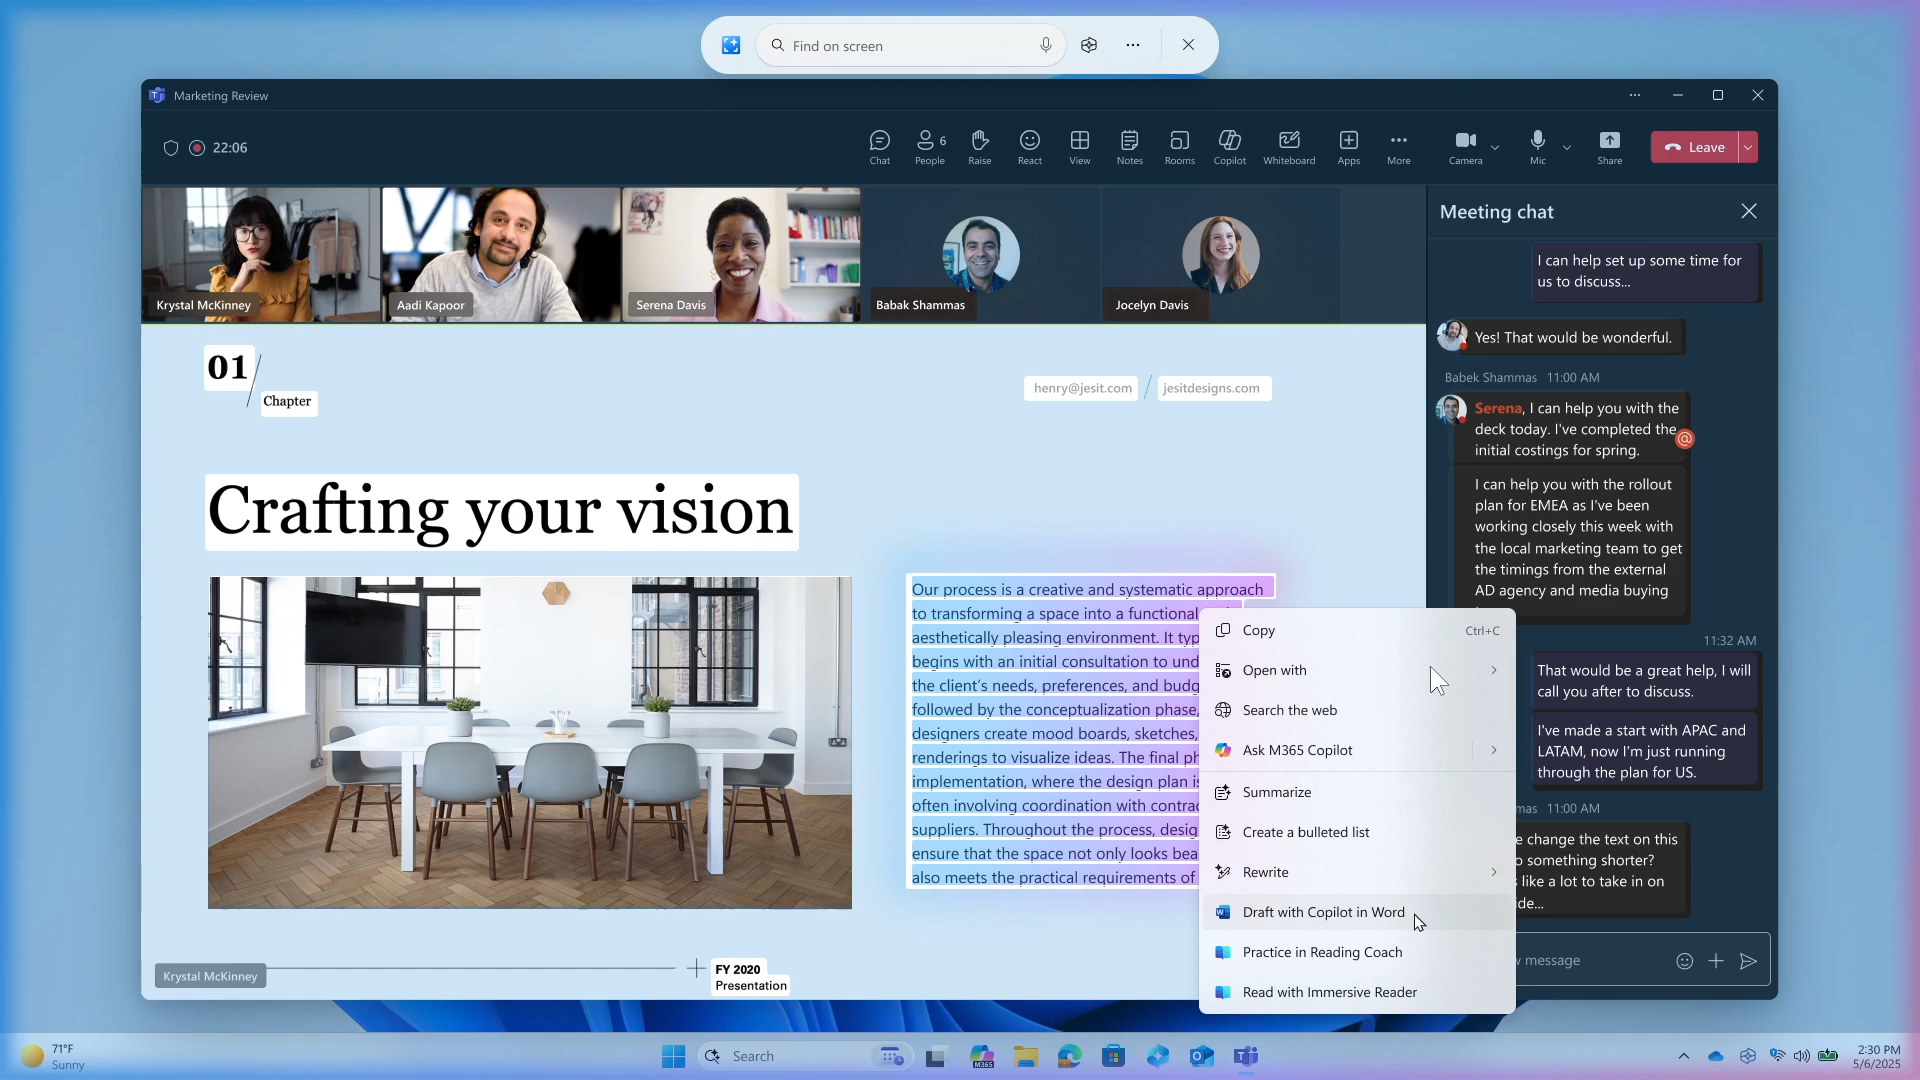 Find on screen
Marketing Review
22:06
Chat
People
6
Raise
React
View
Notes
Rooms
Copilot
Whiteboard
Apps
More
Camera
Mic
Share
Leave
Krystal McKinney
Aadi Kapoor
Serena Davis
Babak Shammas
Jocelyn Davis
01
Chapter
henry@jesit.com
jesitdesigns.com
Crafting your vision
Our process is a creative and systematic approach
to transforming a space into a functional
aesthetically pleasing environment. It typ
begins with an initial consultation to und
the client's needs, preferences, and budg
followed by the conceptualization phase,
designers create mood boards, sketches,
renderings to visualize ideas. The final ph
implementation, where the design plan is
often involving coordination with contrac
suppliers. Throughout the process, desig
ensure that the space not only looks bea
also meets the practical requirements of
Krystal McKinney
FY 2020
Presentation
Copy
Ctrl+C
Open with
Search the web
Ask M365 Copilot
Summarize
Create a bulleted list
Rewrite
Draft with Copilot in Word
Practice in Reading Coach
Read with Immersive Reader
Meeting chat
I can help set up some time for
us to discuss...
Yes! That would be wonderful.
Babek Shammas 11:00 AM
Serena, I can help you with the
deck today. I've completed the
initial costings for spring.
@
I can help you with the rollout
plan for EMEA as I've been
working closely this week with
the local marketing team to get
the timings from the external
AD agency and media buying
11:32 AM
That would be a great help, I will
call you after to discuss.
I've made a start with APAC and
LATAM, now I'm just running
through the plan for US.
mas 11:00 AM
e change the text on this
o something shorter?
like a lot to take in on
ide...
message
71°F
Sunny
Search
M365
2:30 PM
5/6/2025